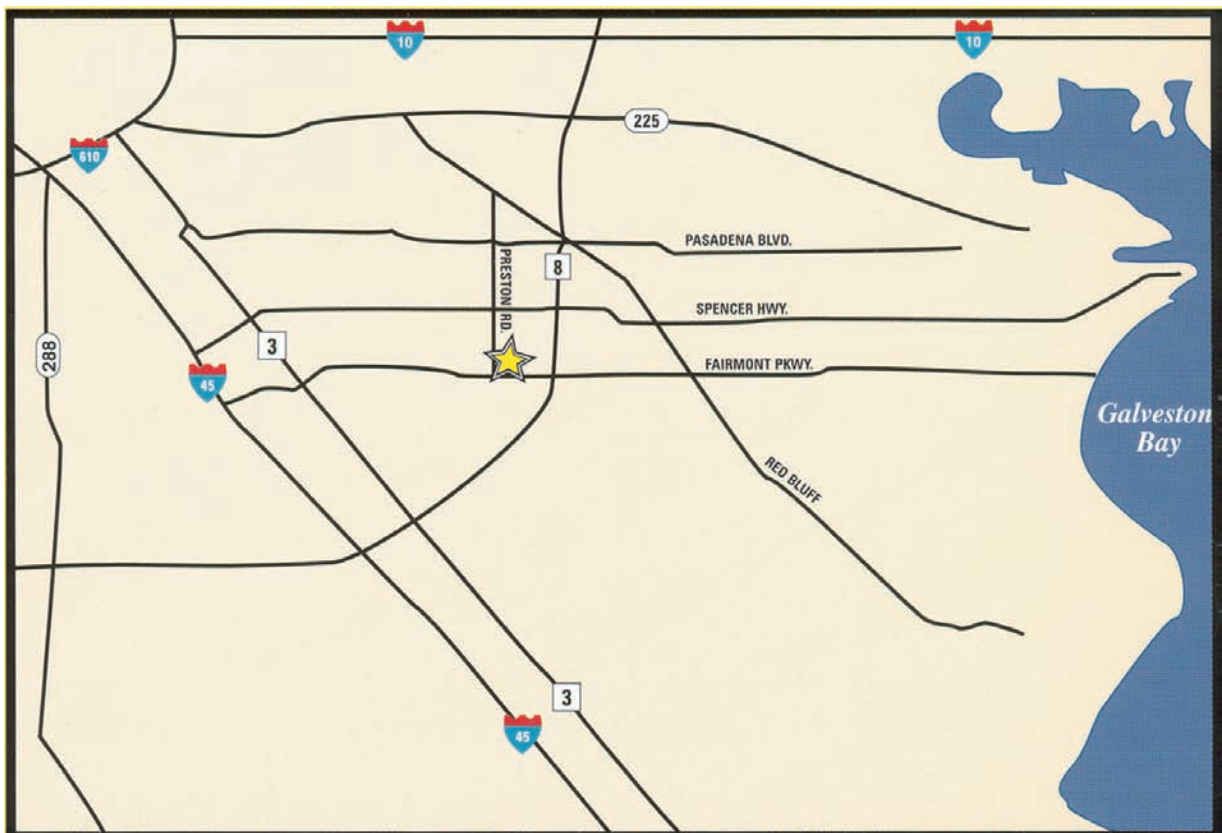 10
10
225
610
PASADENA BLVD.
PRESTON RD.
8
SPENCER HWY.
3
288
FAIRMONT PKWY.
45
Galveston
Bay
RED BLUFF
3
45